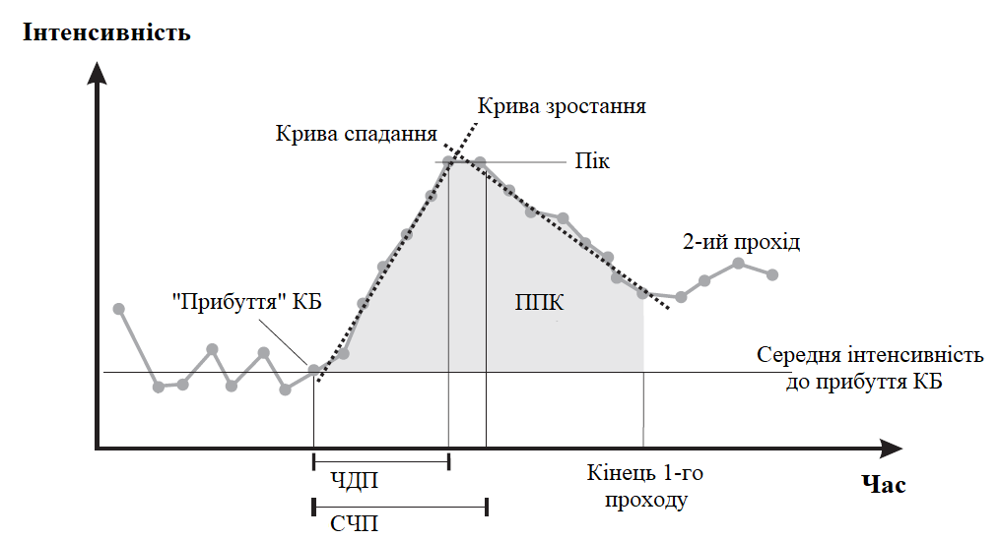 Інтенсивність
Крива зростання
Крива спадання
Пік
2-ий прохід
"Прибуття" КБ
ППК
Середня інтенсивність
до прибуття КБ
ЧДП
СЧП
Кінець 1-го
проходу
Час